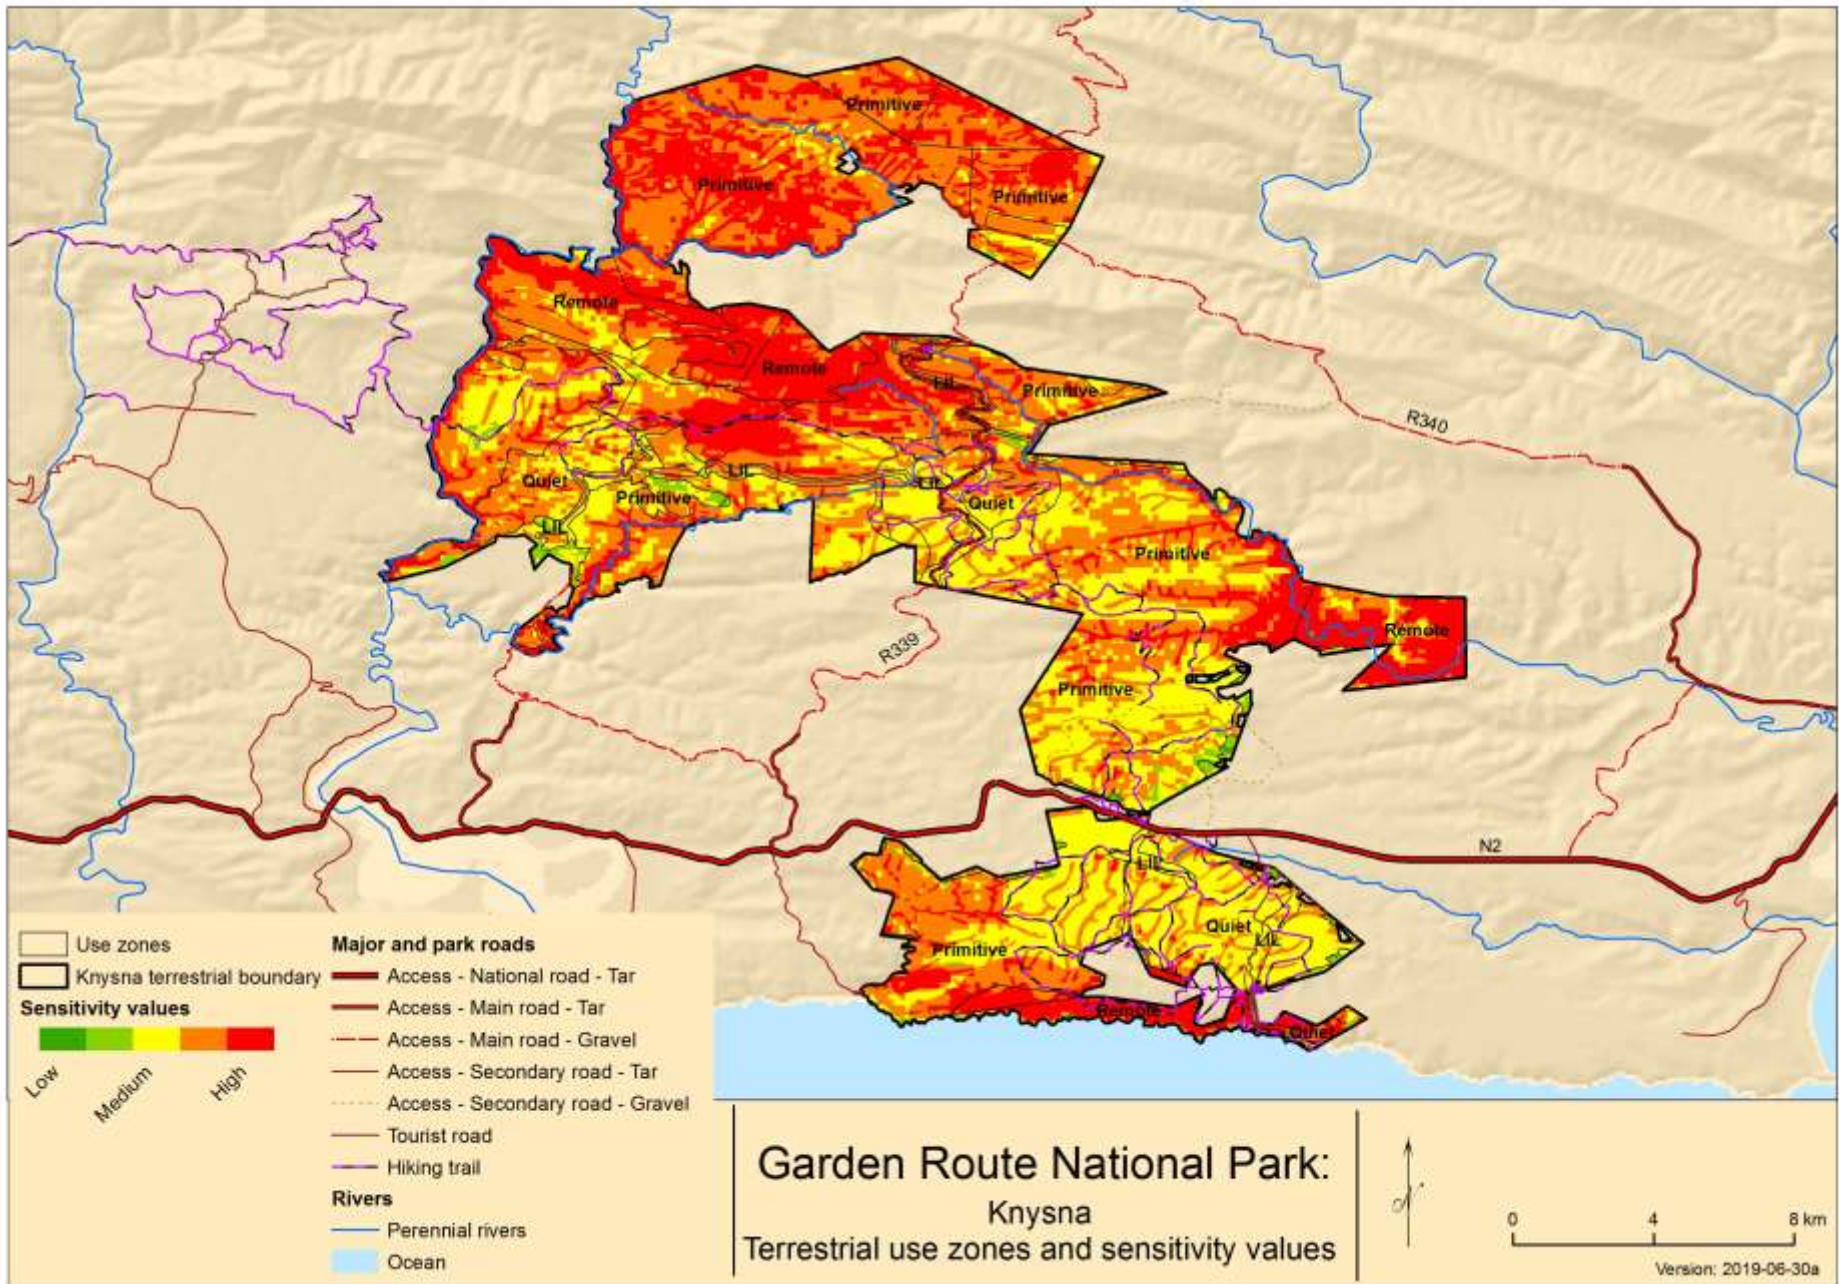 Primitive
Primitive
Primitive
Remote
Remote
LIL
Primitive
R340
Quiet
Primitive
LIL
LIL
Quiet
LIL
Primitive
Remote
R339
Primitive
N2
LIL
Quiet
LIL
Primitive
Remote
Quiet
Use zones
Knysna terrestrial boundary
Sensitivity values
Low
Medium
High
Major and park roads
Access - National road - Tar
Access - Main road - Tar
Access - Main road - Gravel
Access - Secondary road - Tar
Access - Secondary road - Gravel
Tourist road
Hiking trail
Rivers
Perennial rivers
Ocean
Garden Route National Park:
Knysna
Terrestrial use zones and sensitivity values
N
0 4 8 km
Version: 2019-06-30a